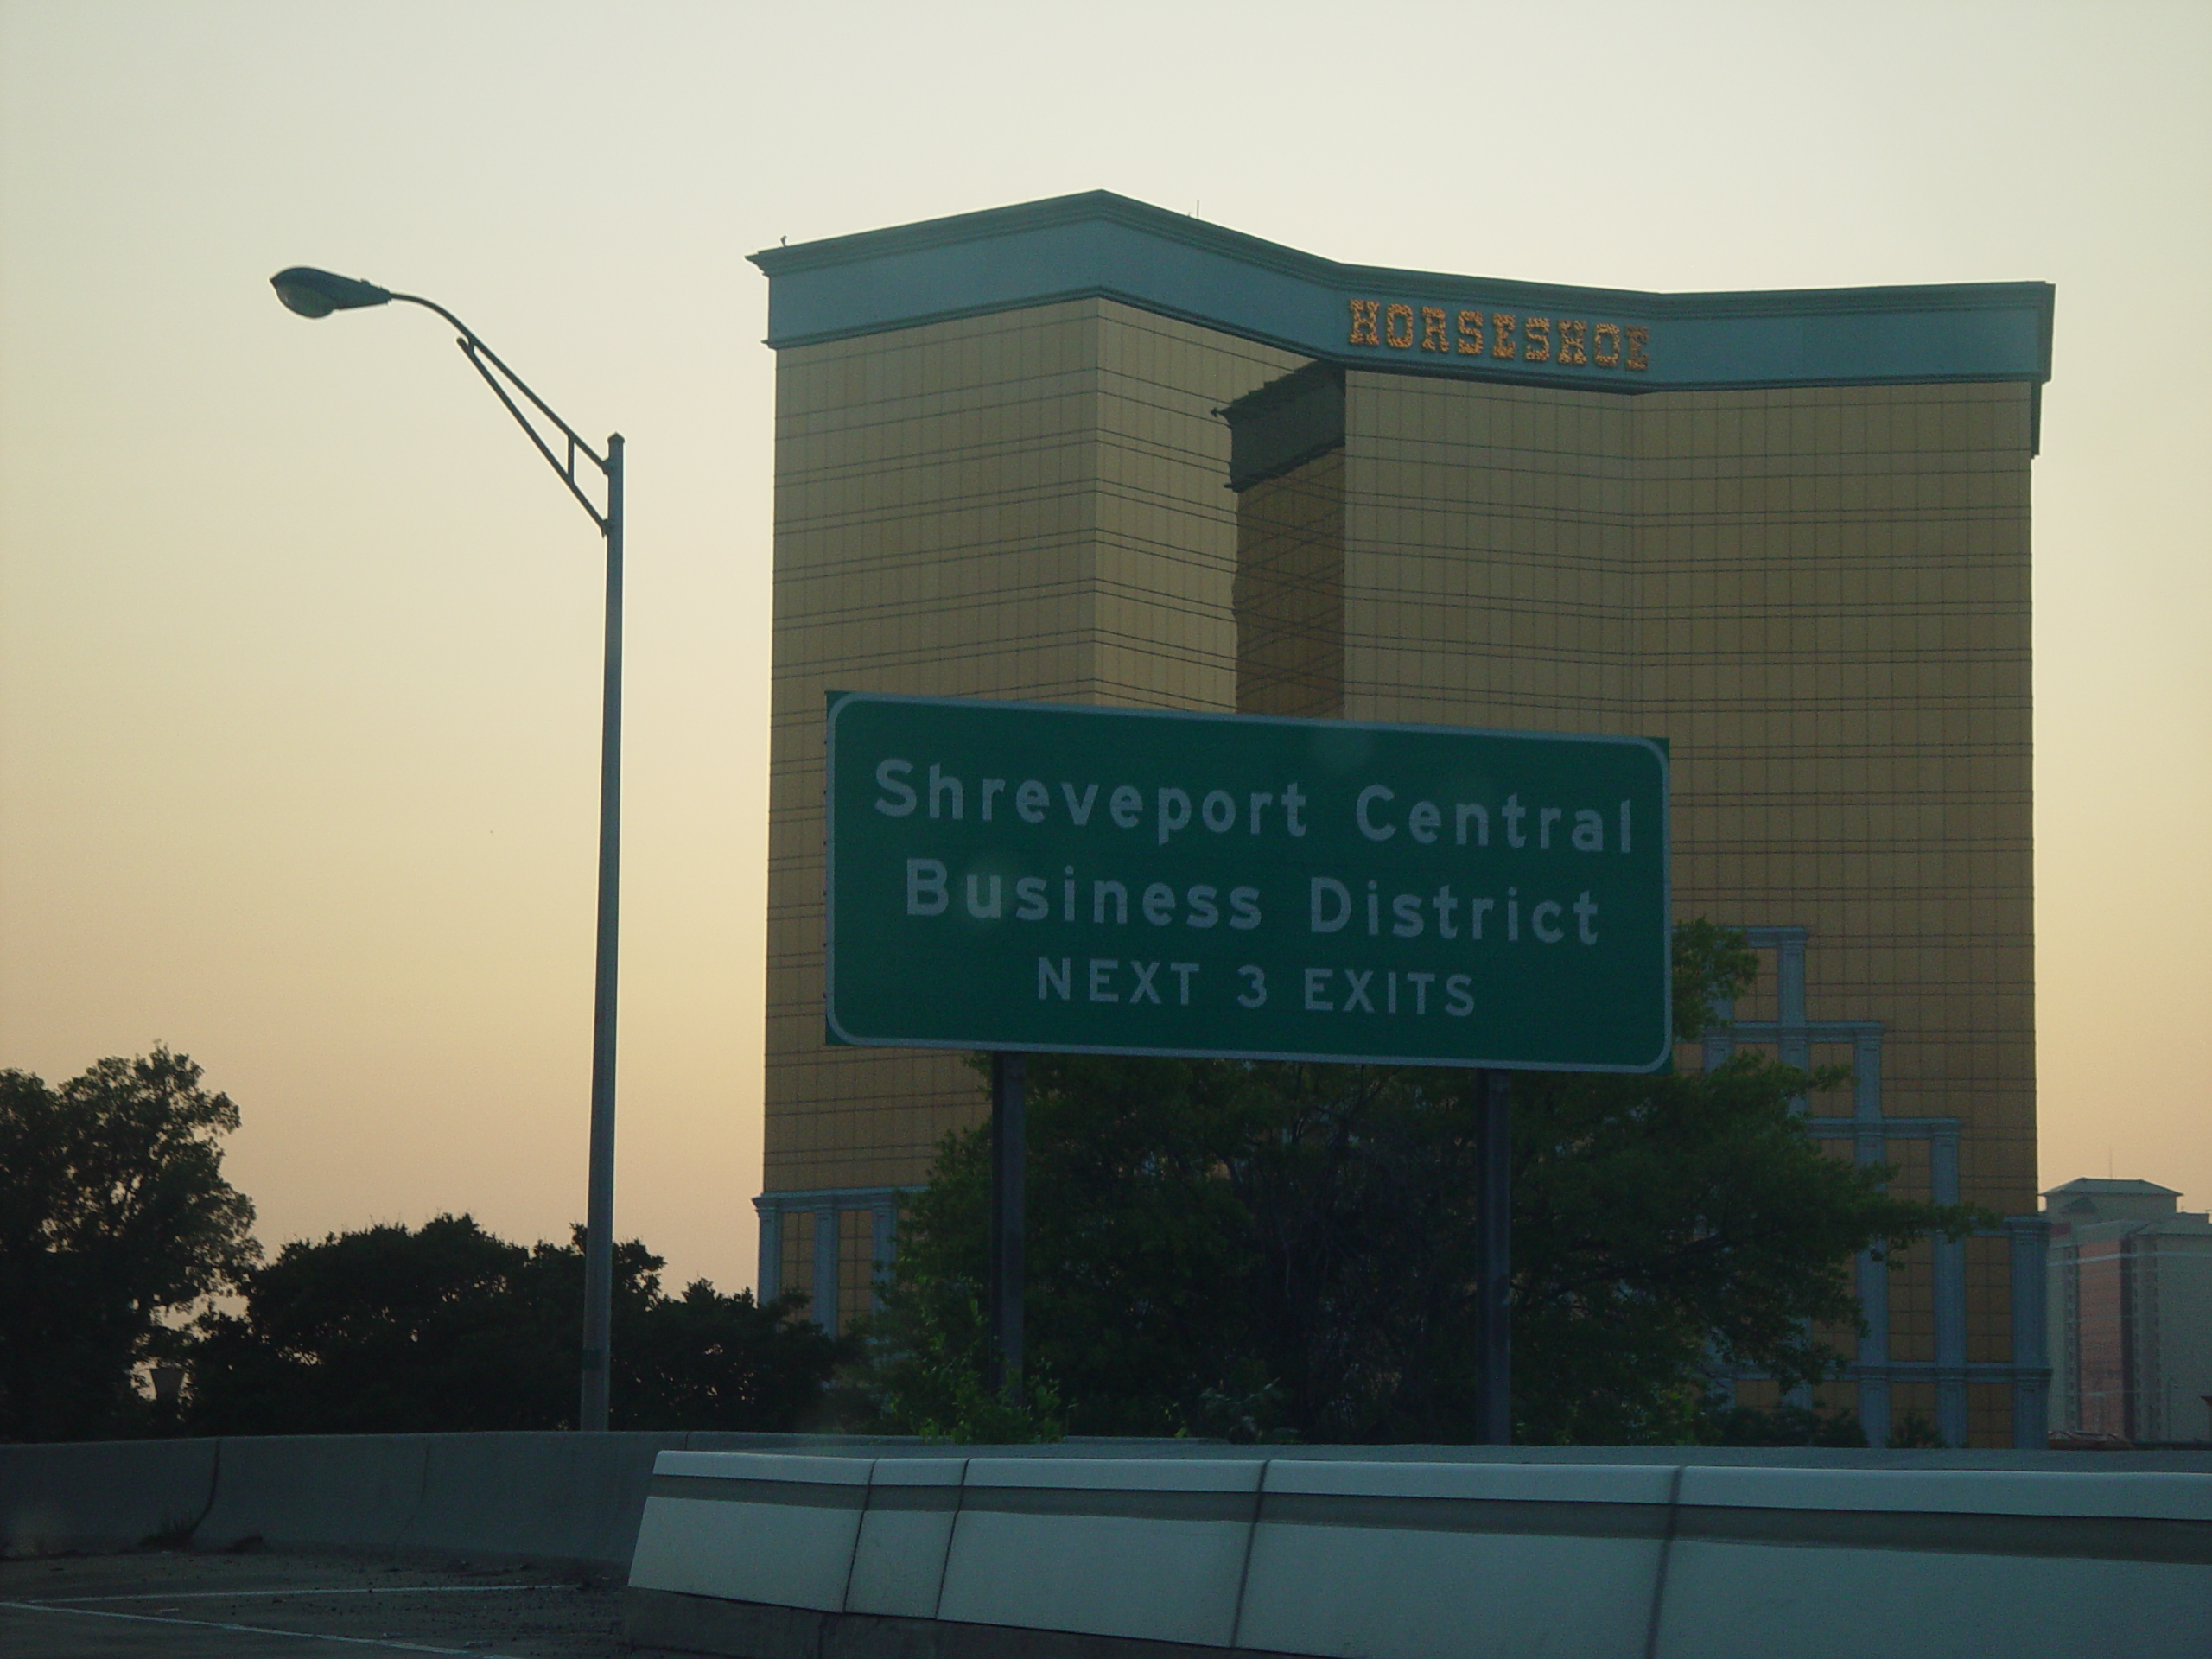 HORSESHOE
Shreveport Central
Business District
NEXT 3 EXITS